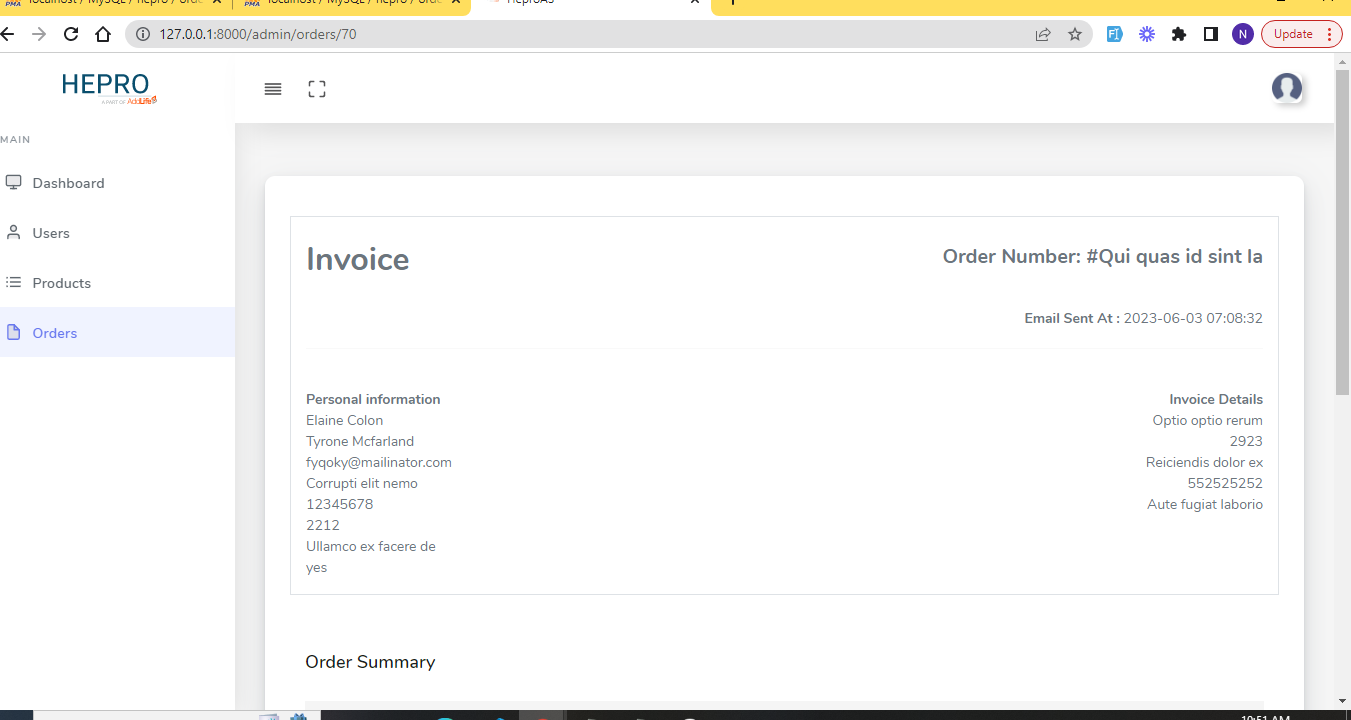 localhost / MySQL / hepro / orde
localhost / MySQL / hepro / orde
HeproAS
127.0.0.1:8000/admin/orders/70
N
Update
HEPRO
A PART OF AddLife
MAIN
Dashboard
Users
Products
Orders
Invoice
Order Number: #Qui quas id sint la
Email Sent At : 2023-06-03 07:08:32
Personal information
Elaine Colon
Tyrone Mcfarland
fyqoky@mailinator.com
Corrupti elit nemo
12345678
2212
Ullamco ex facere de
yes
Invoice Details
Optio optio rerum
2923
Reiciendis dolor ex
552525252
Aute fugiat laborio
Order Summary
10:51 AM